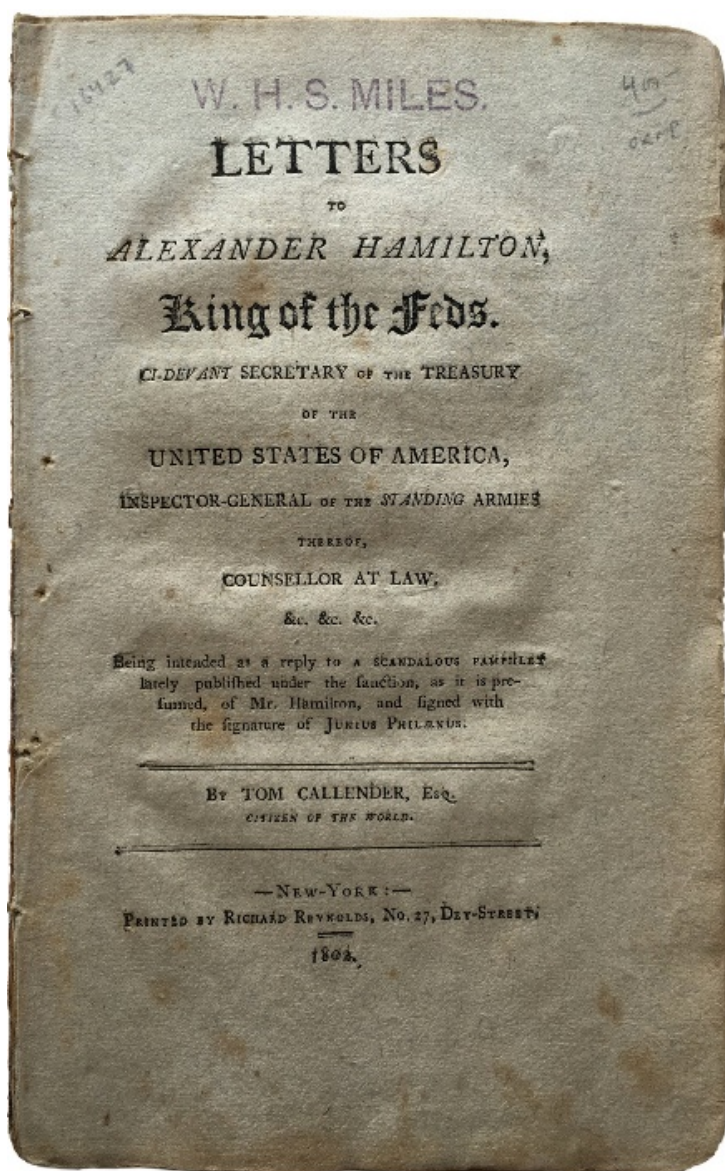 16427
W. H. S. MILES.
LETTERS
TO
ALEXANDER HAMILTON,
King of the Feds.
CI-DEVANT SECRETARY OF THE TREASURY
OF THE
UNITED STATES OF AMERICA,
INSPECTOR-GENERAL OF THE STANDING ARMIES
THEREOF,
COUNSELLOR AT LAW,
&c. &c. &c.
Being intended as a reply to A SCANDALOUS PAMPHLET
lately publiſhed under the ſanction, as it is pre-
ſumed, of Mr. Hamilton, and ſigned with
the ſignature of JUNIUS PHILÆNUS.
BY TOM CALLENDER, ESQ.
CITIZEN OF THE WORLD.
—NEW-YORK:—
PRINTED BY RICHARD REYNOLDS, NO. 27, DEY-STREET.
1802.